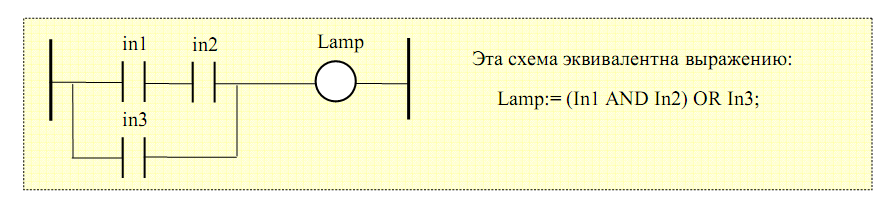 in1
in2
Lamp
in3
Эта схема эквивалентна выражению:
Lamp:= (In1 AND In2) OR In3;